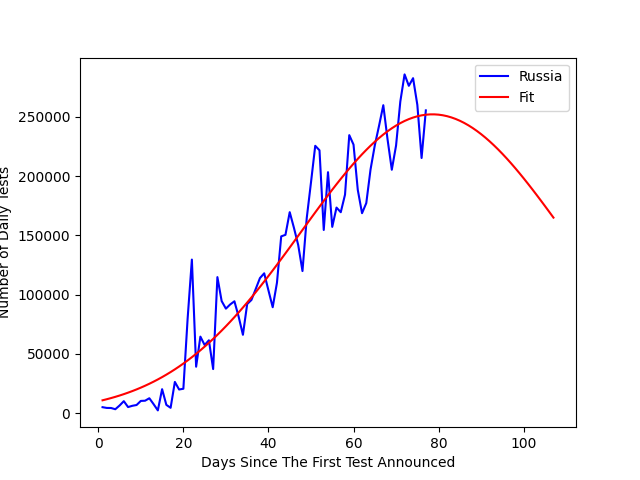 Russia
Fit
250000
200000
150000
100000
50000
0
Number of Daily Tests
0 20 40 60 80 100
Days Since The First Test Announced